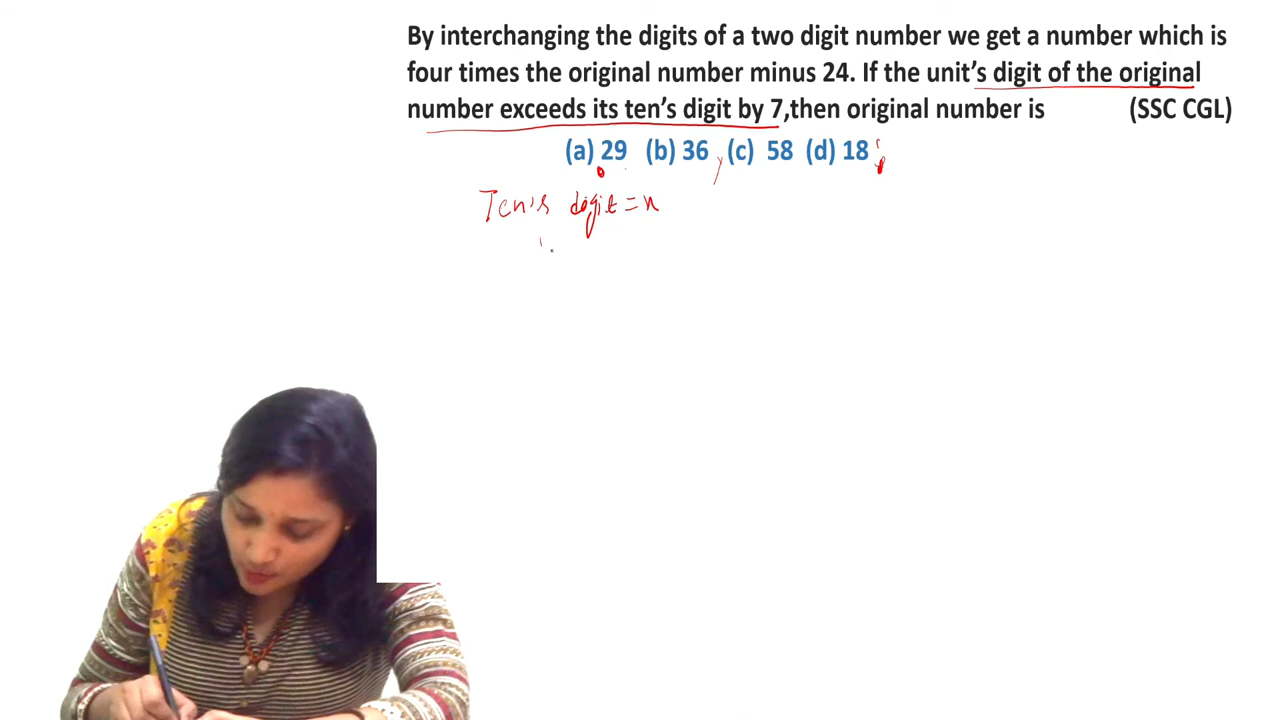 By interchanging the digits of a two digit number we get a number which is
four times the original number minus 24. If the unit's digit of the original
number exceeds its ten's digit by 7,then original number is (SSC CGL)
(a) 29 (b) 36 (c) 58 (d) 18
Ten's digit = x